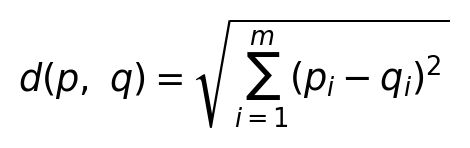 d(p, q) = √∑_{i=1}^{m} (p_i − q_i)^2